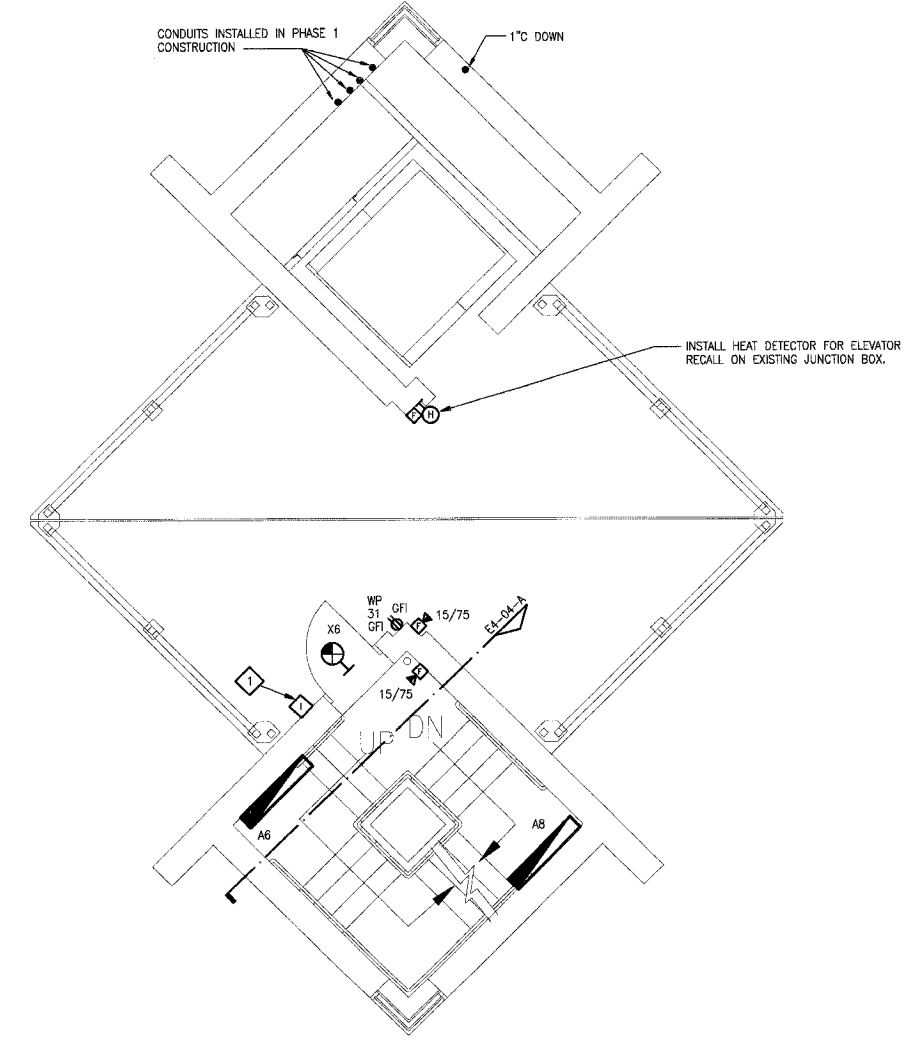 CONDUITS INSTALLED IN PHASE 1
CONSTRUCTION
1"C DOWN
INSTALL HEAT DETECTOR FOR ELEVATOR
RECALL ON EXISTING JUNCTION BOX.
F H
WP
31
GFI
GFI
F
15/75
E4-04-A
X6
F
15/75
1
I
UP DN
A6
A8